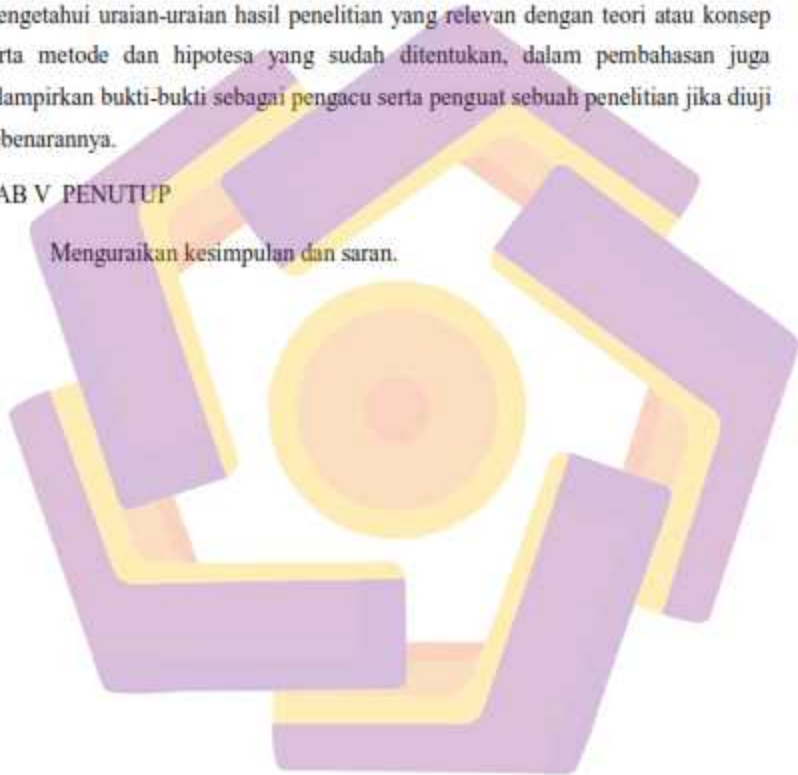 engetahui uraian-uraian hasil penelitian yang relevan dengan teori atau konsep
rta metode dan hipotesa yang sudah ditentukan, dalam pembahasan juga
lampirkan bukti-bukti sebagai pengacu serta penguat sebuah penelitian jika diuji
benarannya.
AB V PENUTUP
Menguraikan kesimpulan dan saran.